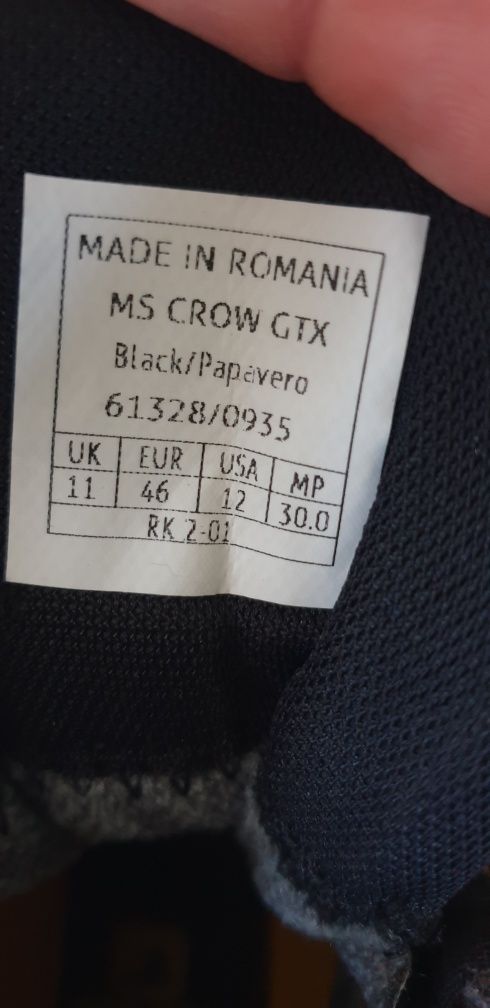 MADE IN ROMANIA
MS CROW GTX
Black/Papavero
61328/0935
UK EUR USA MP
11 46 12 30.0
RK 2-01